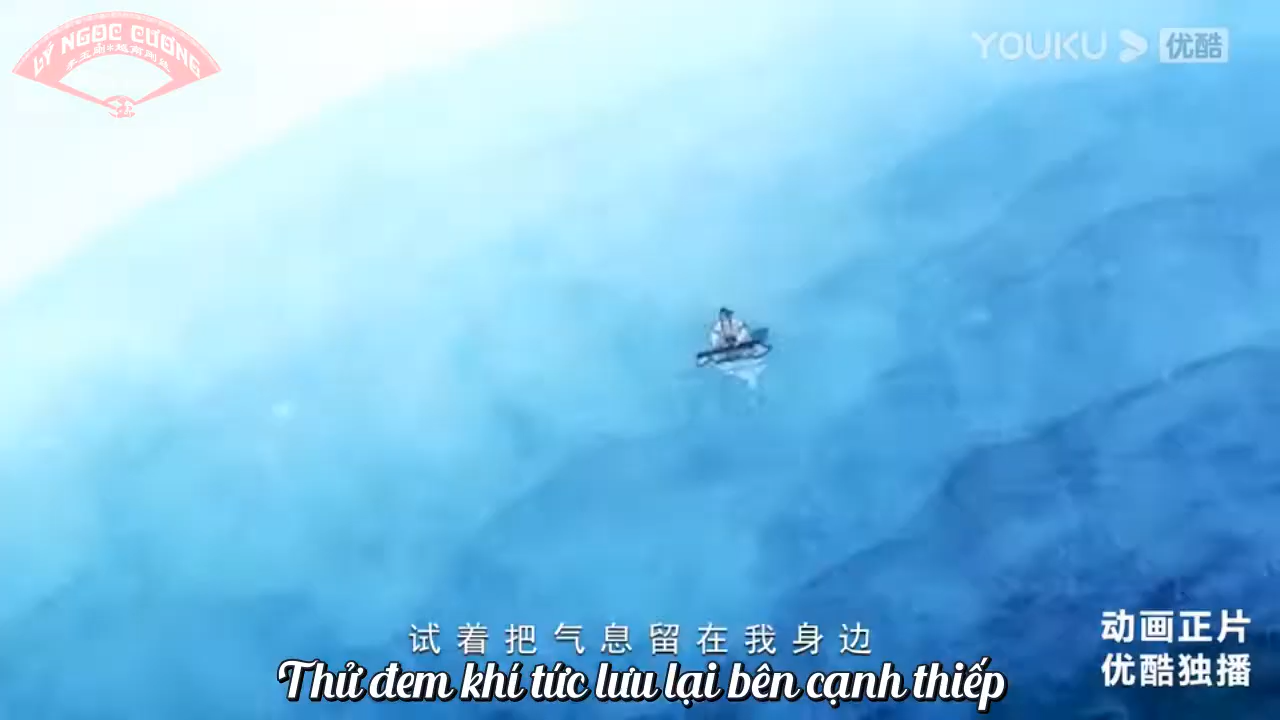 LÝ NGỌC CƯƠNG
YOUKU 优酷
试着把气息留在我身边
Thử đem khí tức lưu lại bên cạnh thiếp
动画正片
优酷独播